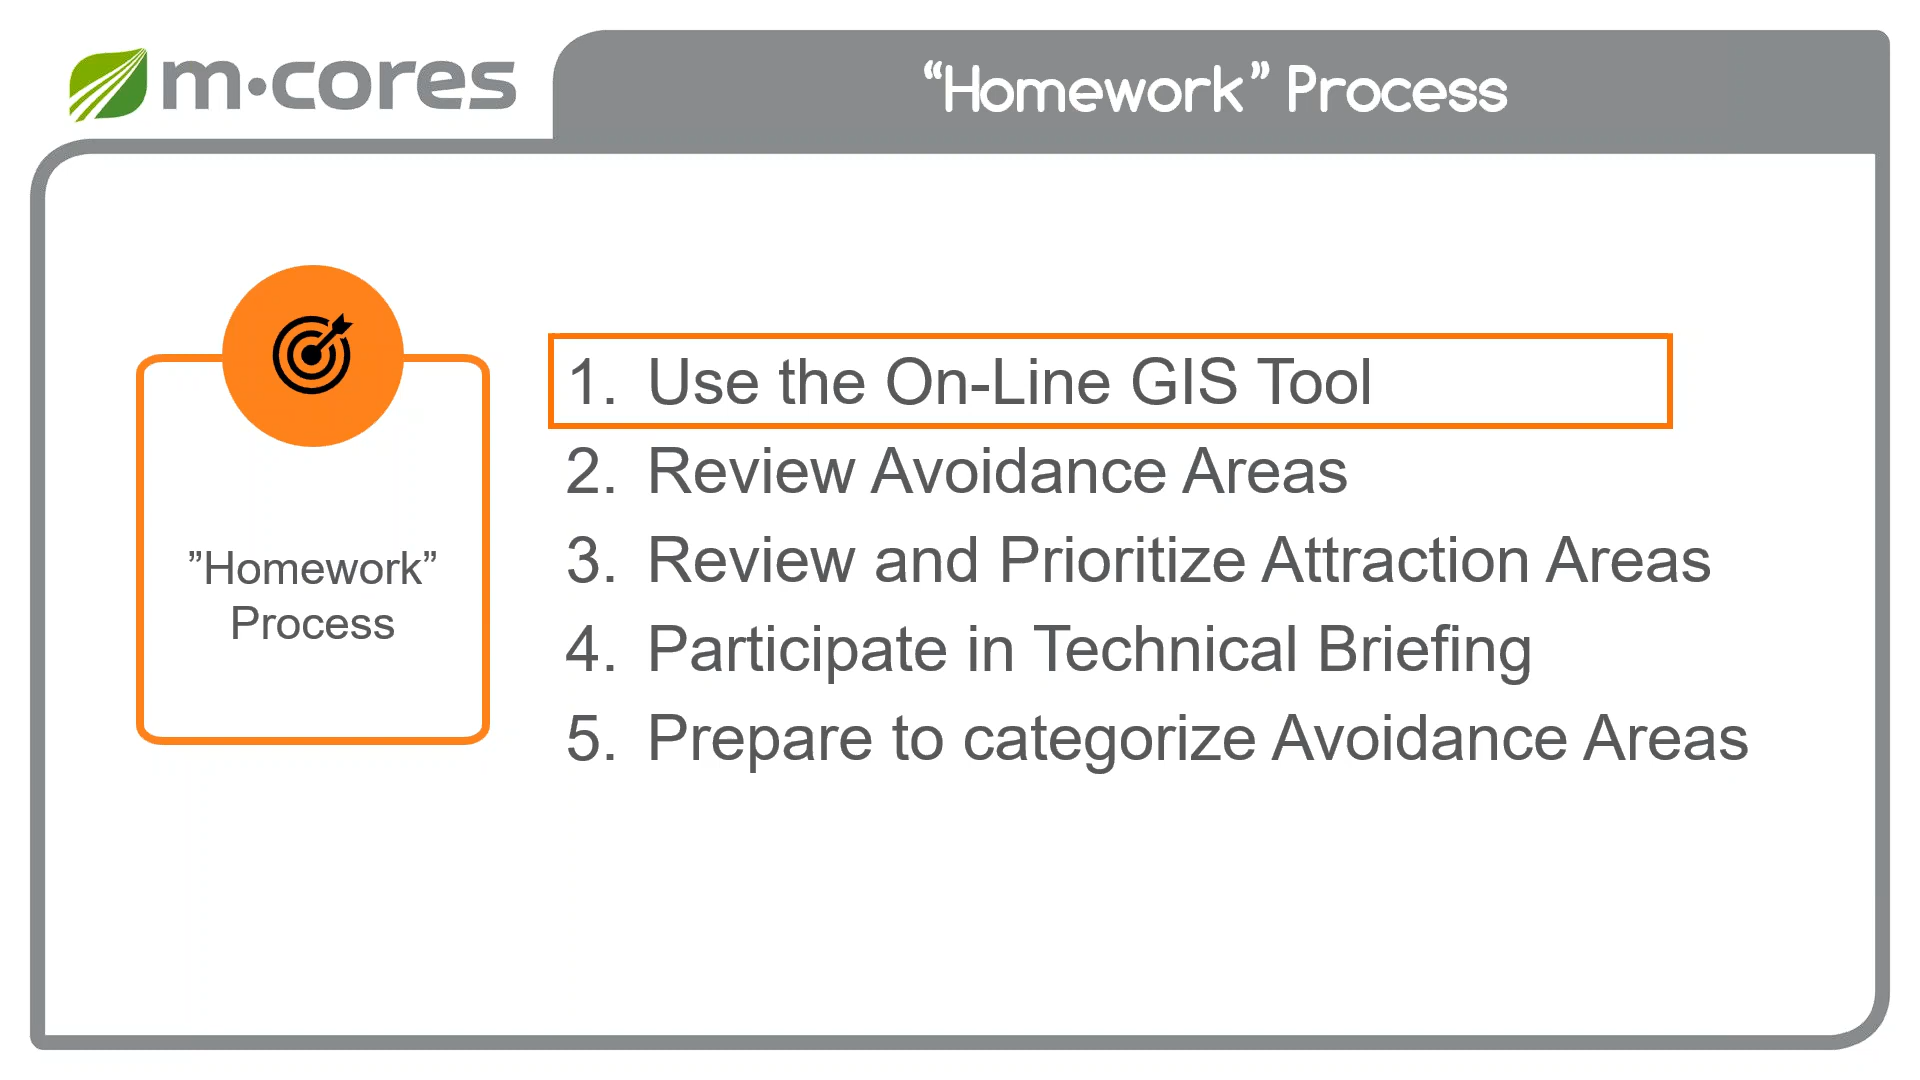 m·cores
“Homework” Process
”Homework”
Process
1. Use the On-Line GIS Tool
2. Review Avoidance Areas
3. Review and Prioritize Attraction Areas
4. Participate in Technical Briefing
5. Prepare to categorize Avoidance Areas